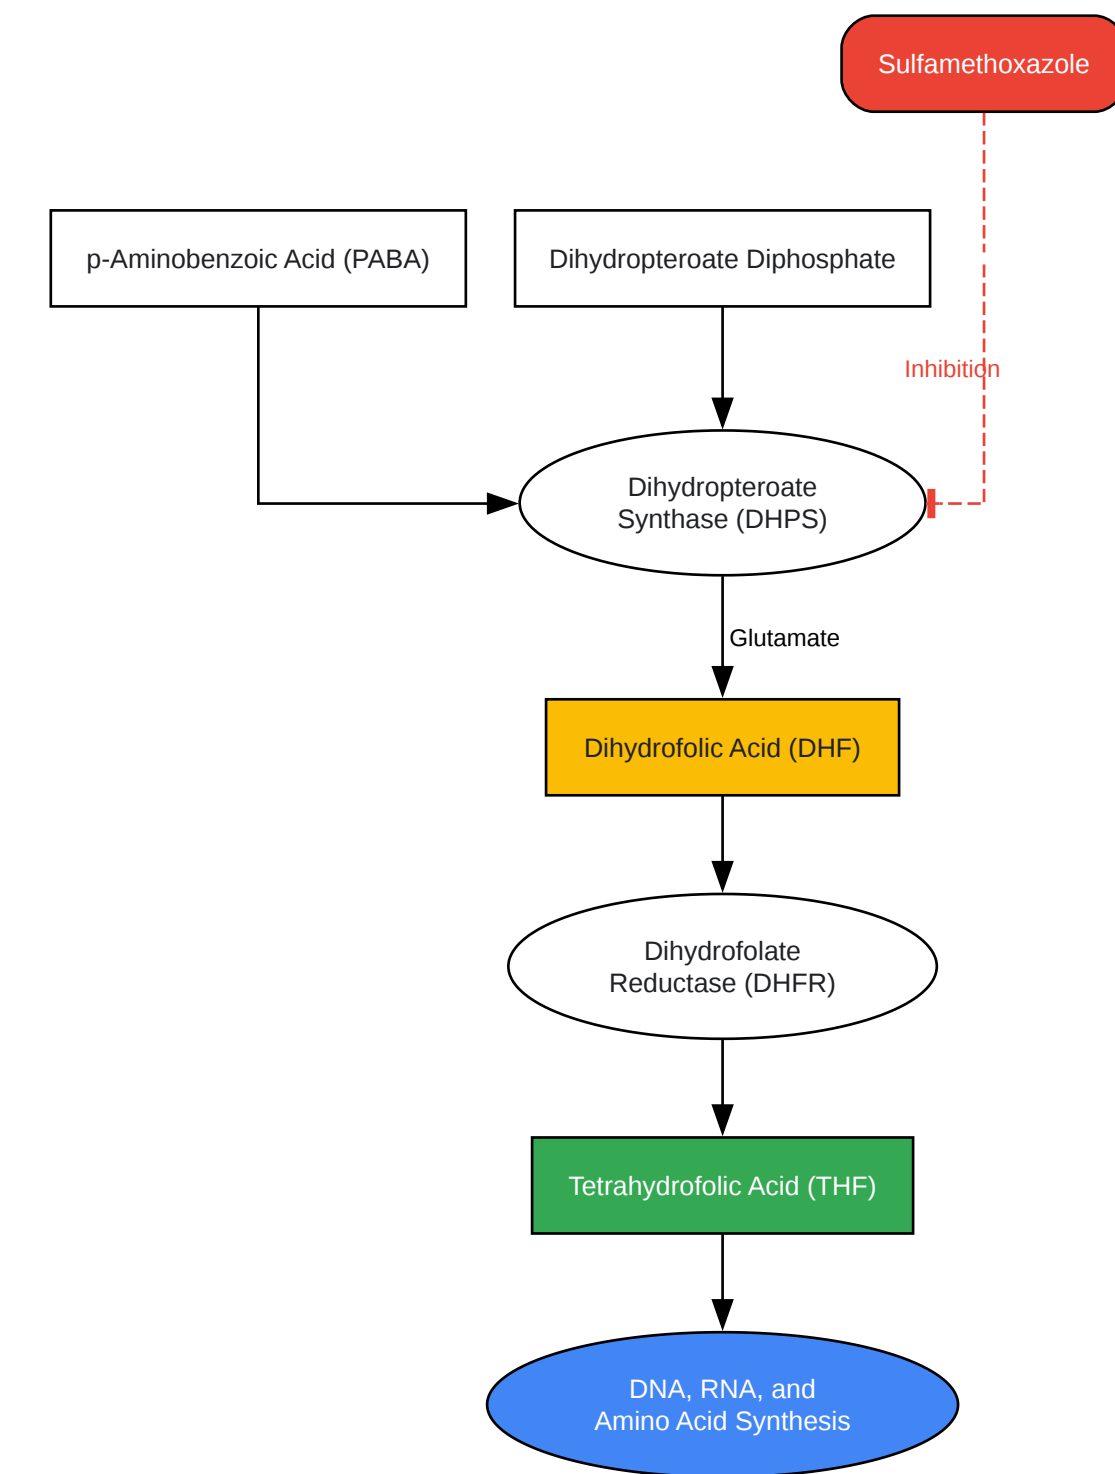 Sulfamethoxazole
p-Aminobenzoic Acid (PABA)
Dihydropteroate Diphosphate
Inhibition
Dihydropteroate
Synthase (DHPS)
Glutamate
Dihydrofolic Acid (DHF)
Dihydrofolate
Reductase (DHFR)
Tetrahydrofolic Acid (THF)
DNA, RNA, and
Amino Acid Synthesis